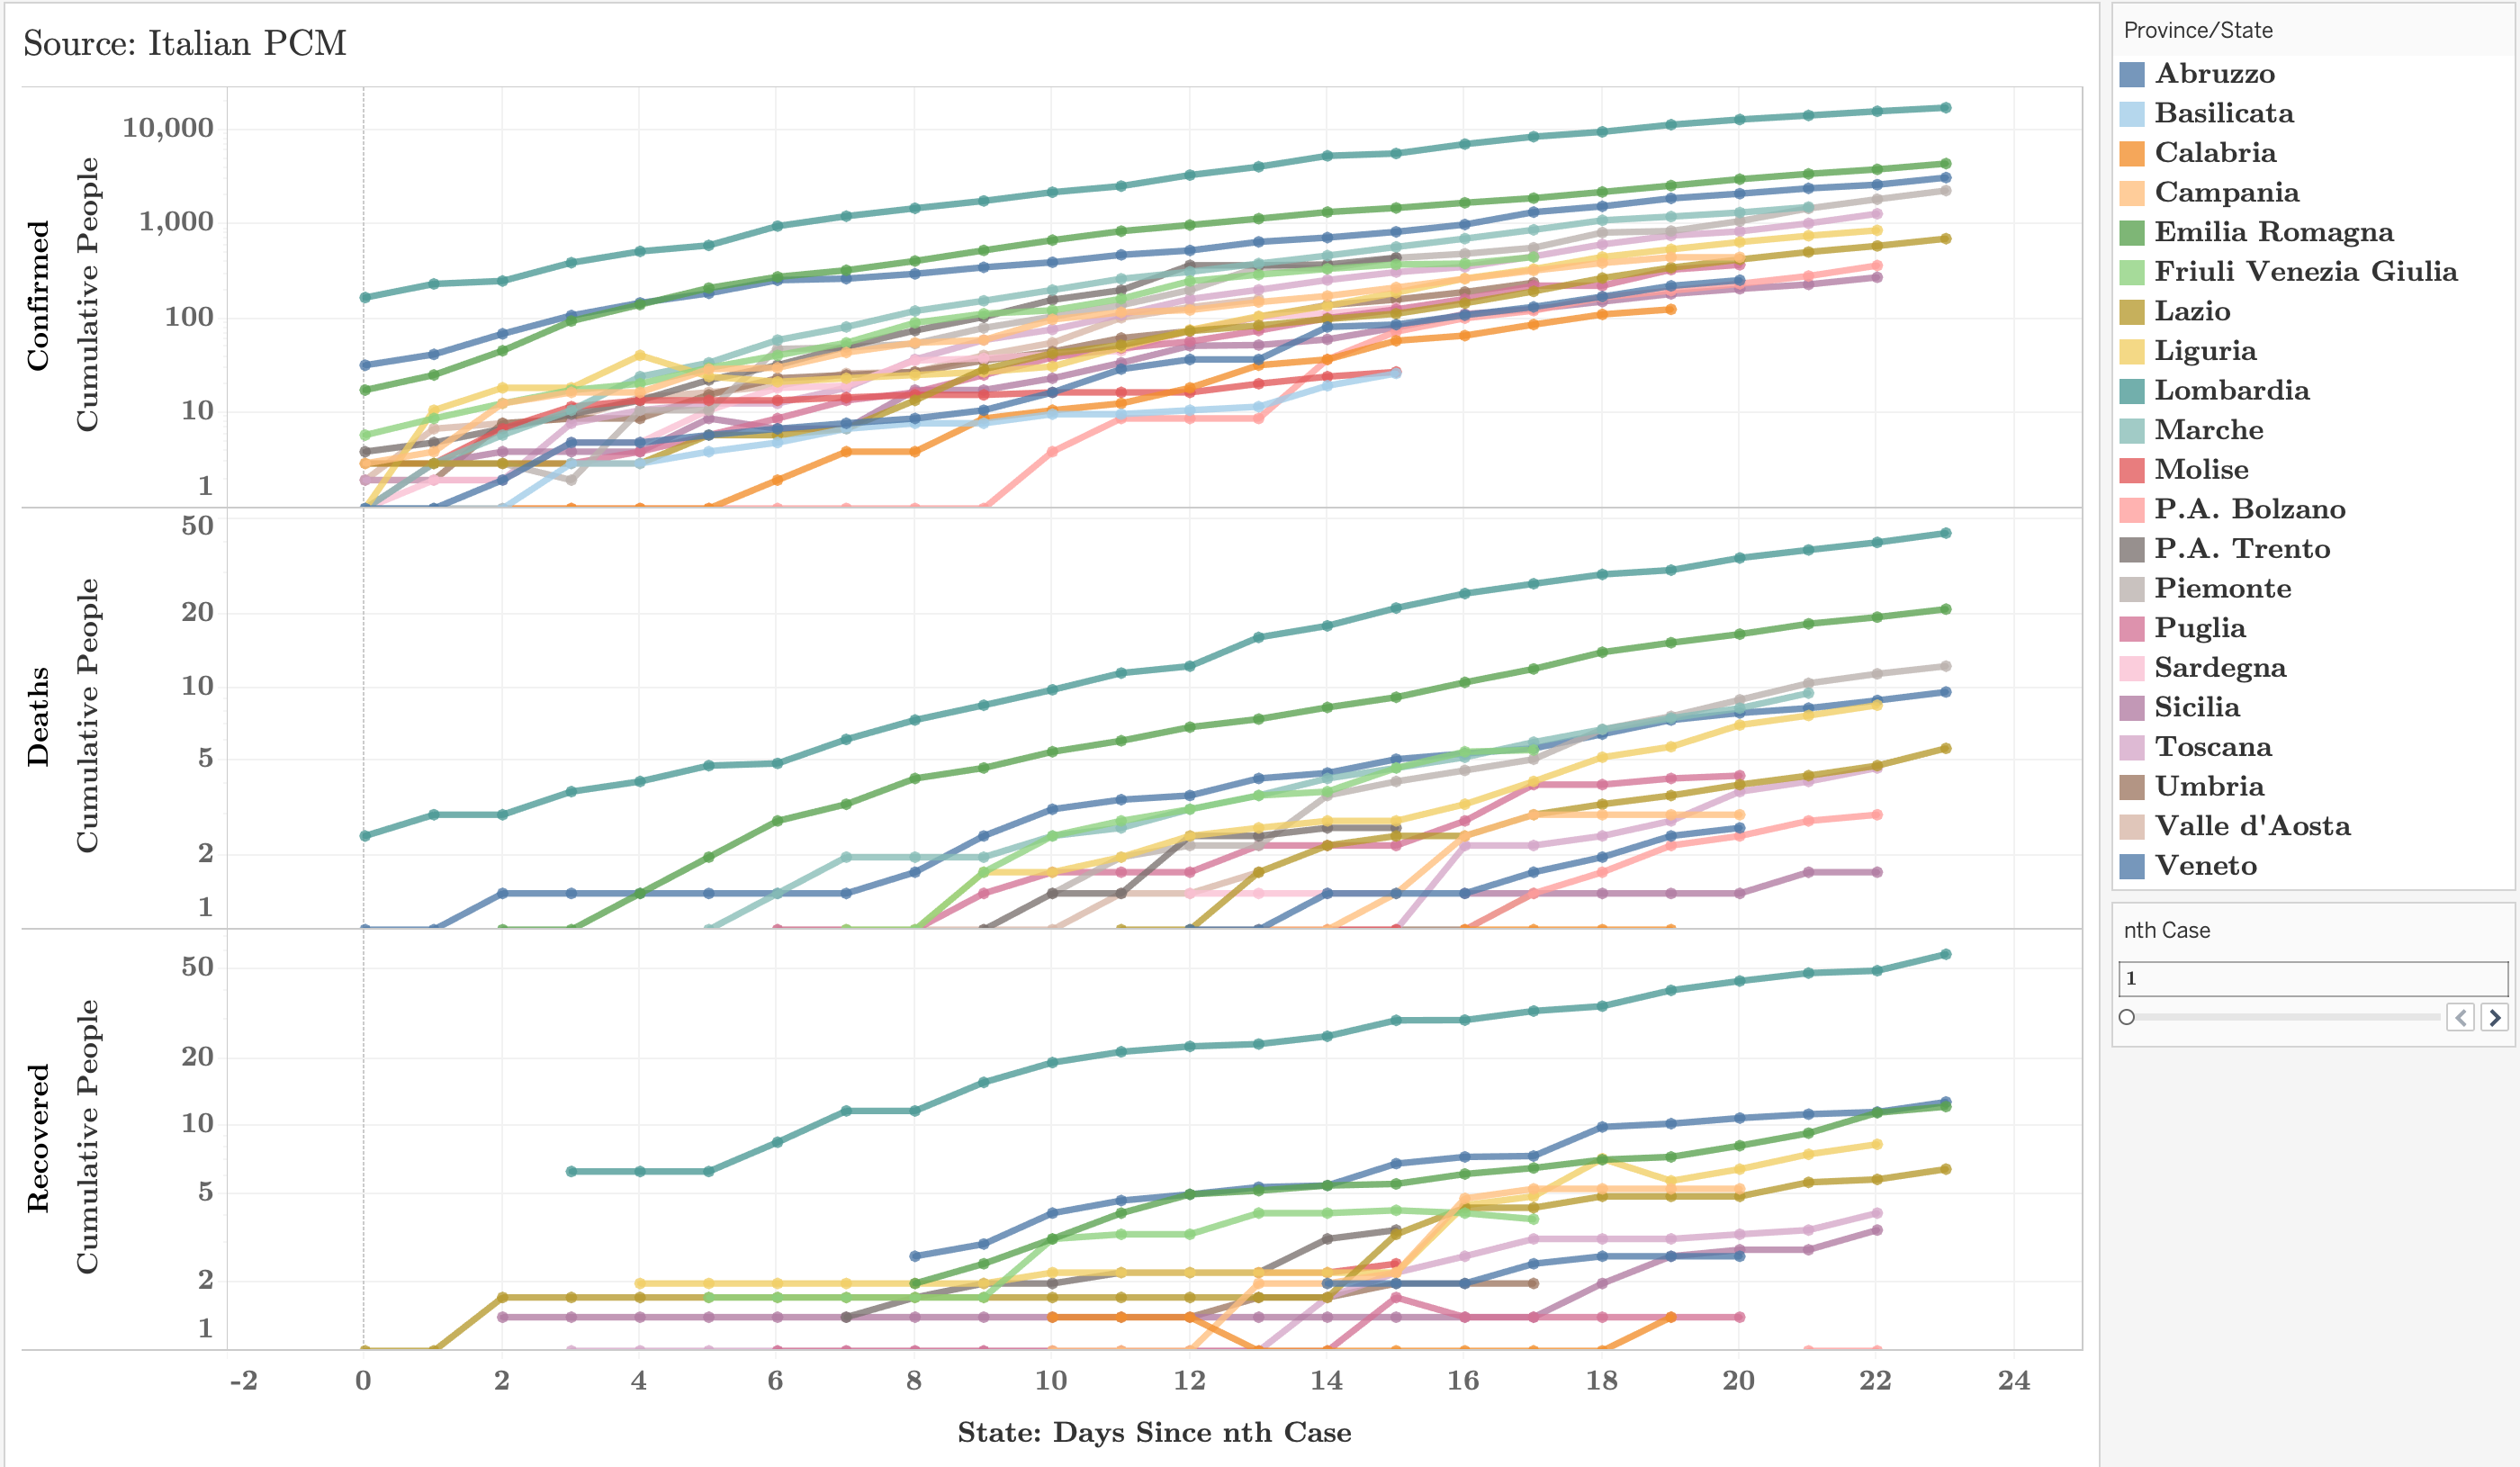 Source: Italian PCM
Confirmed
Cumulative People
10,000
1,000
100
10
1
Deaths
Cumulative People
50
20
10
5
2
1
Recovered
Cumulative People
50
20
10
5
2
1
-2 0 2 4 6 8 10 12 14 16 18 20 22 24
State: Days Since nth Case
Province/State
Abruzzo
Basilicata
Calabria
Campania
Emilia Romagna
Friuli Venezia Giulia
Lazio
Liguria
Lombardia
Marche
Molise
P.A. Bolzano
P.A. Trento
Piemonte
Puglia
Sardegna
Sicilia
Toscana
Umbria
Valle d'Aosta
Veneto
nth Case
1